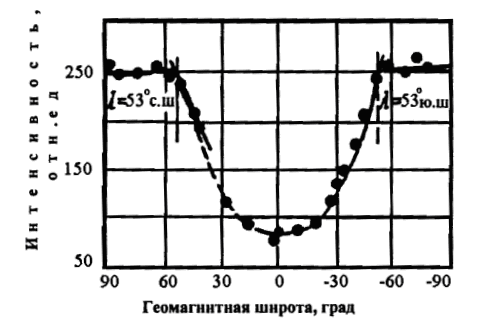 Интенсивность,
отн.ед
250
150
50
l=53°с.ш
l=53°ю.ш
90 60 30 0 -30 -60 -90
Геомагнитная широта, град